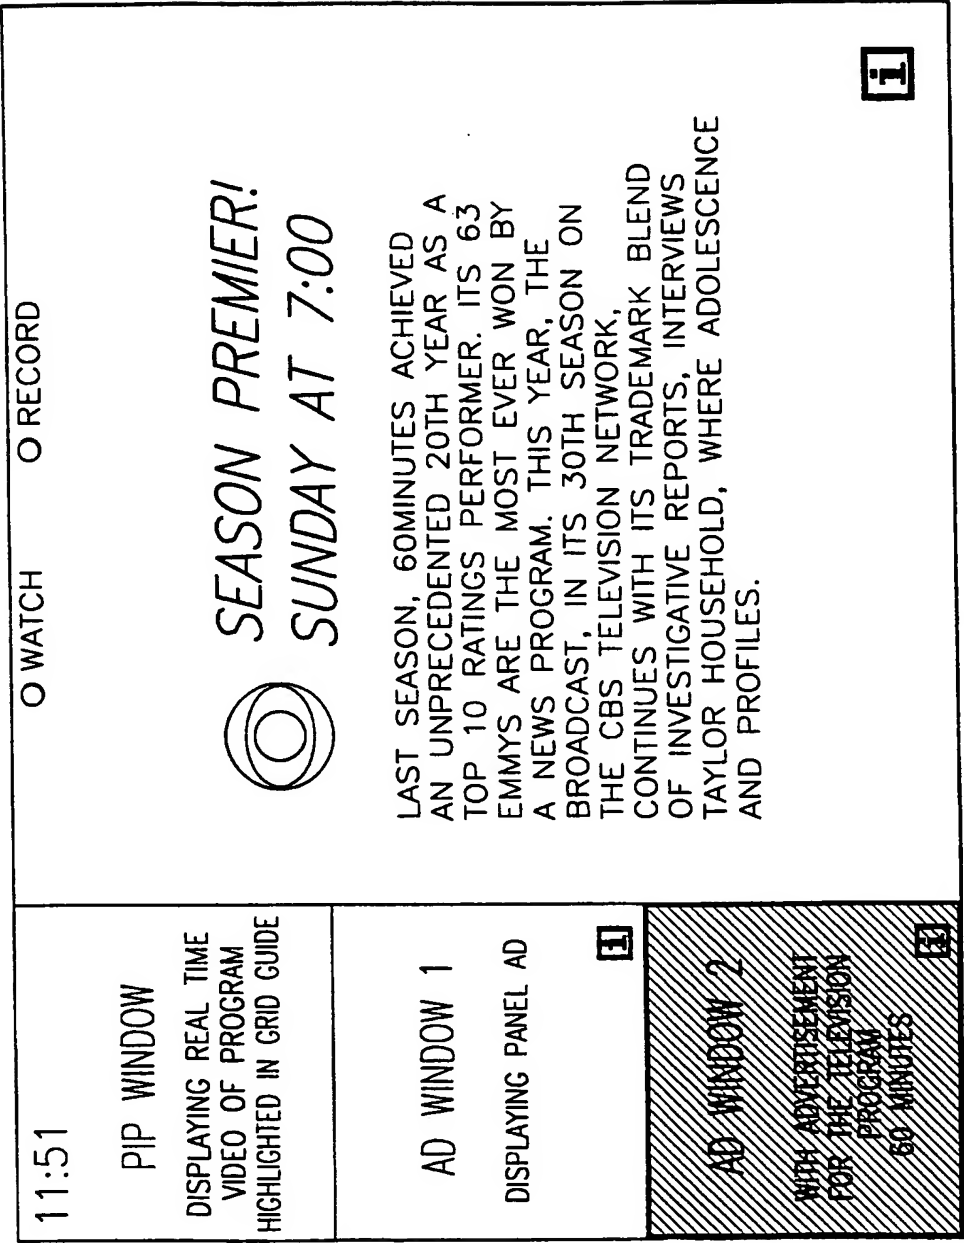 11:51
PIP WINDOW
DISPLAYING REAL TIME
VIDEO OF PROGRAM
HIGHLIGHTED IN GRID GUIDE
AD WINDOW 1
DISPLAYING PANEL AD
i
AD WINDOW 2
WITH ADVERTISEMENT
FOR THE TELEVISION
PROGRAM
60 MINUTES
i
O WATCH O RECORD
SEASON PREMIER!
SUNDAY AT 7:00
LAST SEASON, 60MINUTES ACHIEVED
AN UNPRECEDENTED 20TH YEAR AS A
TOP 10 RATINGS PERFORMER. ITS 63
EMMYS ARE THE MOST EVER WON BY
A NEWS PROGRAM. THIS YEAR, THE
BROADCAST, IN ITS 30TH SEASON ON
THE CBS TELEVISION NETWORK,
CONTINUES WITH ITS TRADEMARK BLEND
OF INVESTIGATIVE REPORTS, INTERVIEWS
TAYLOR HOUSEHOLD, WHERE ADOLESCENCE
AND PROFILES.
i